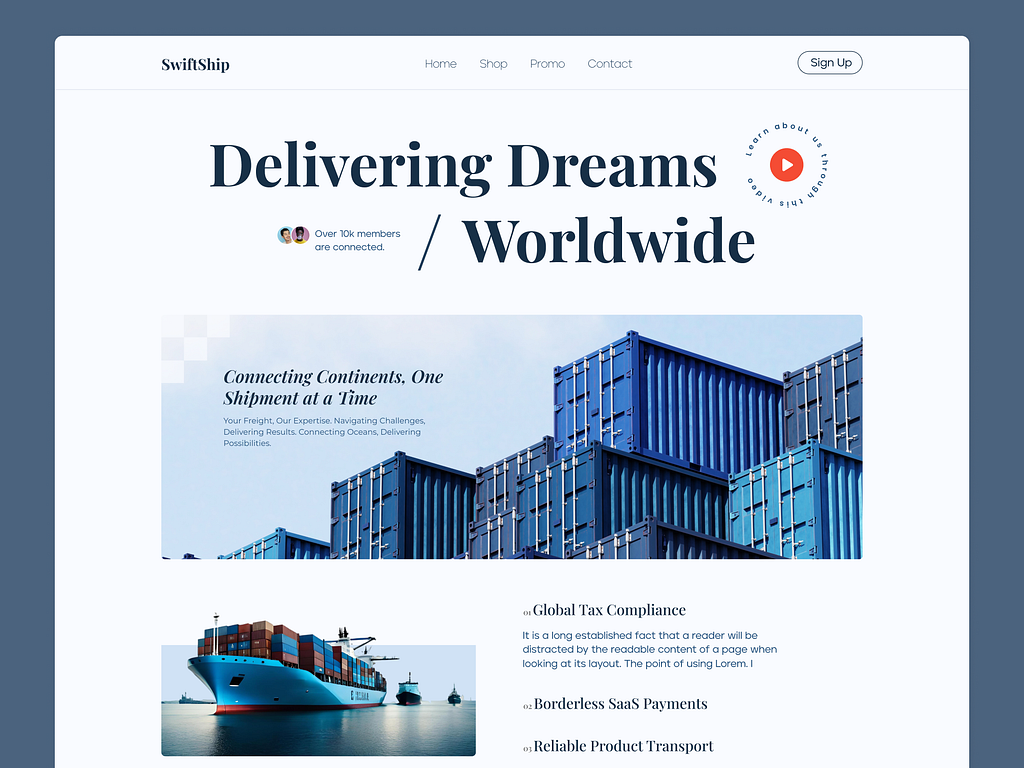 SwiftShip
Home Shop Promo Contact
Sign Up
Delivering Dreams
Learn about us through this video
Over 10k members
are connected.
/ Worldwide
Connecting Continents, One
Shipment at a Time
Your Freight, Our Expertise. Navigating Challenges,
Delivering Results. Connecting Oceans, Delivering
Possibilities.
01 Global Tax Compliance
It is a long established fact that a reader will be
distracted by the readable content of a page when
looking at its layout. The point of using Lorem. I
02 Borderless SaaS Payments
03 Reliable Product Transport